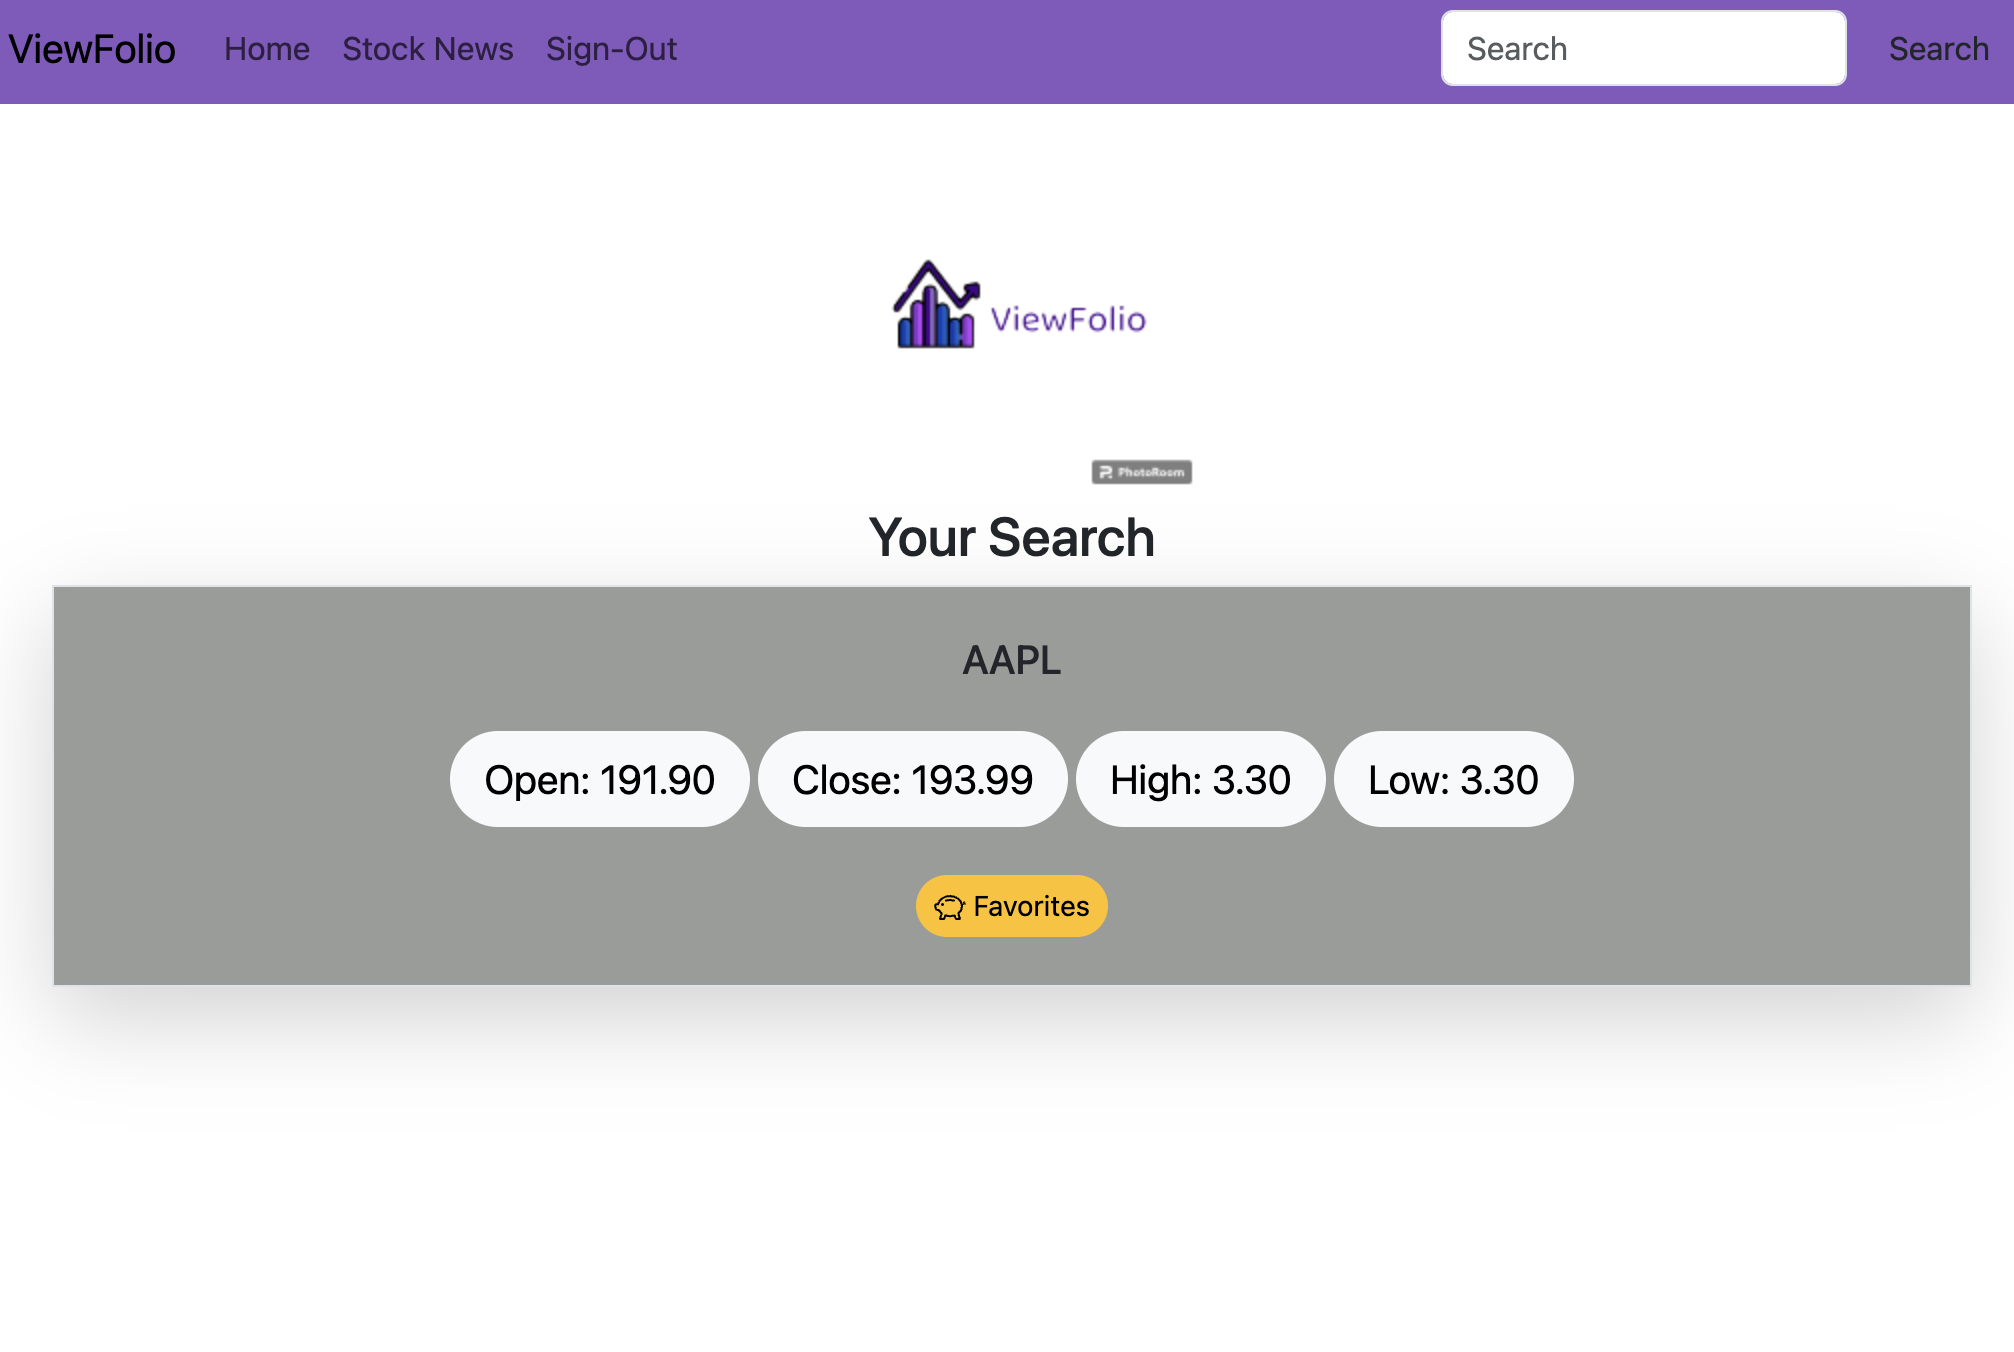 ViewFolio Home Stock News Sign-Out Search Search
ViewFolio
PhotoRoom
Your Search
AAPL
Open: 191.90 Close: 193.99 High: 3.30 Low: 3.30
Favorites